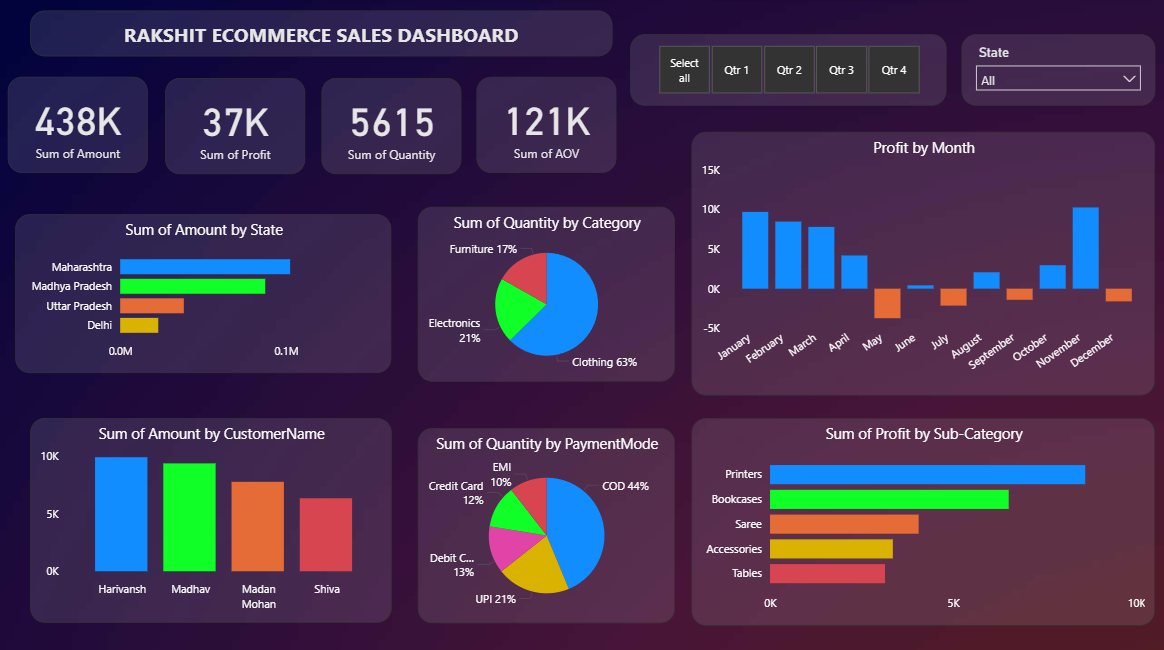 RAKSHIT ECOMMERCE SALES DASHBOARD
Select
all
Qtr 1
Qtr 2
Qtr 3
Qtr 4
State
All
438K
Sum of Amount
37K
Sum of Profit
5615
Sum of Quantity
121K
Sum of AOV
Profit by Month
15K
10K
5K
0K
-5K
January
February
March
April
May
June
July
August
September
October
November
December
Sum of Amount by State
Maharashtra
Madhya Pradesh
Uttar Pradesh
Delhi
0.0M
0.1M
Sum of Quantity by Category
Furniture 17%
Electronics
21%
Clothing 63%
Sum of Amount by CustomerName
10K
5K
0K
Harivansh
Madhav
Madan
Mohan
Shiva
Sum of Quantity by PaymentMode
EMI
10%
Credit Card
12%
Debit C...
13%
UPI 21%
COD 44%
Sum of Profit by Sub-Category
Printers
Bookcases
Saree
Accessories
Tables
0K
5K
10K